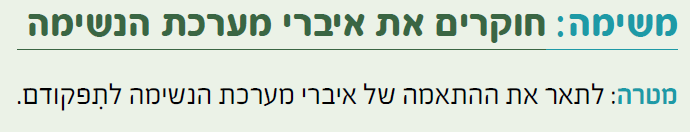 משימה: חוקרים את איברי מערכת הנשימה
מטרה: לתאר את ההתאמה של איברי מערכת הנשימה לתִפקודם.